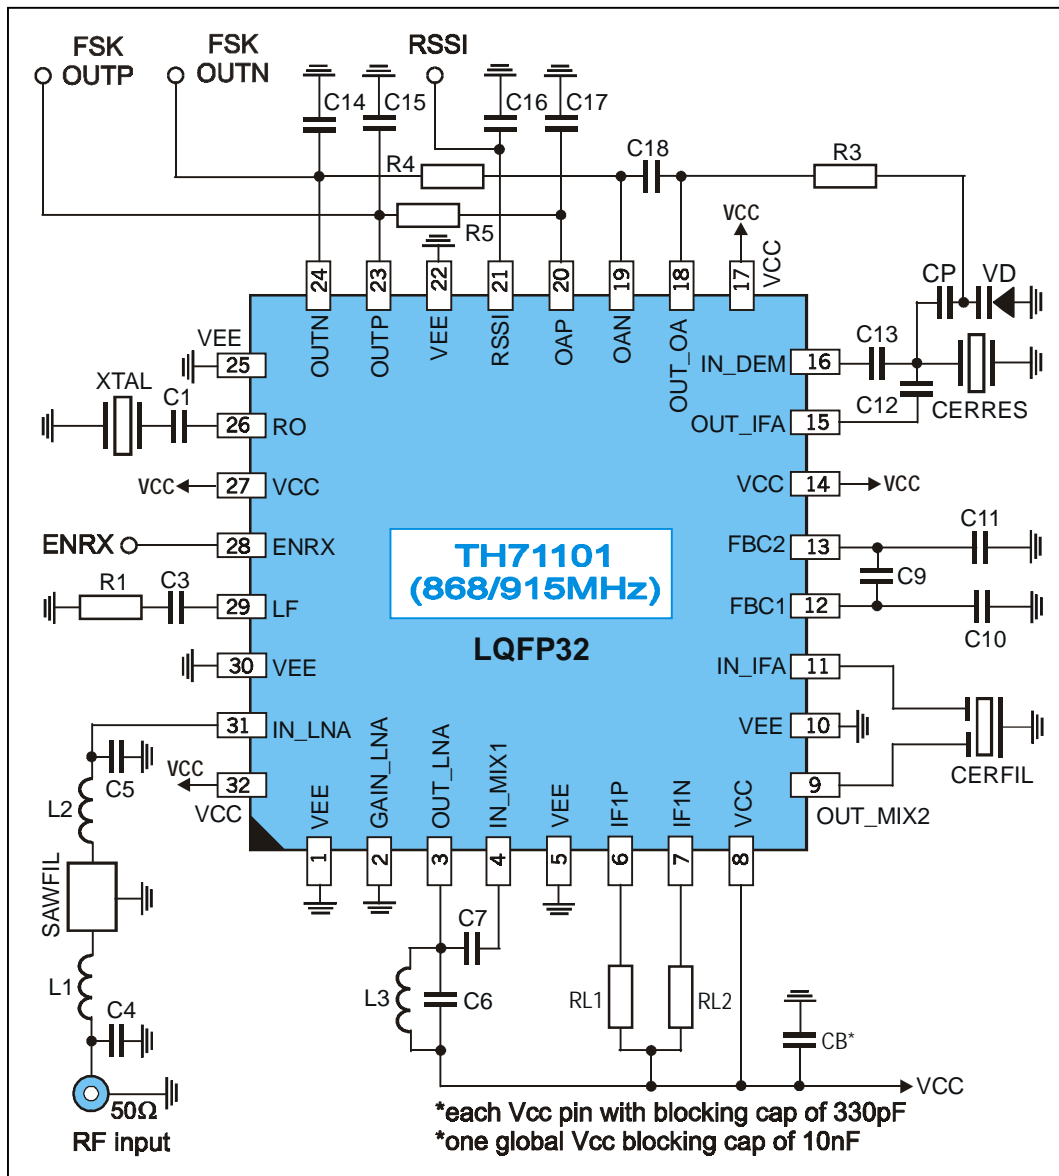 FSK
OUTP
FSK
OUTN
RSSI
C14
C15
C16
C17
R4
C18
R3
R5
VCC
24
23
22
21
20
19
18
17
VCC
CP
VD
OUTN
OUTP
VEE
RSSI
OAP
OAN
OUT_OA
VEE
25
IN_DEM
16
C13
XTAL
C1
26
RO
C12
CERRES
OUT_IFA
15
VCC
27
VCC
VCC
14
VCC
ENRX
28
ENRX
TH71101
(868/915MHz)
LQFP32
FBC2
13
C11
C9
R1
C3
29
LF
FBC1
12
C10
30
VEE
IN_IFA
11
31
IN_LNA
VEE
10
CERFIL
C5
VCC
32
VCC
9
OUT_MIX2
L2
VEE
GAIN_LNA
OUT_LNA
IN_MIX1
VEE
IF1P
IF1N
VCC
1
2
3
4
5
6
7
8
SAWFIL
C7
L1
C4
L3
C6
RL1
RL2
CB*
VCC
50Ω
RF input
*each Vcc pin with blocking cap of 330pF
*one global Vcc blocking cap of 10nF